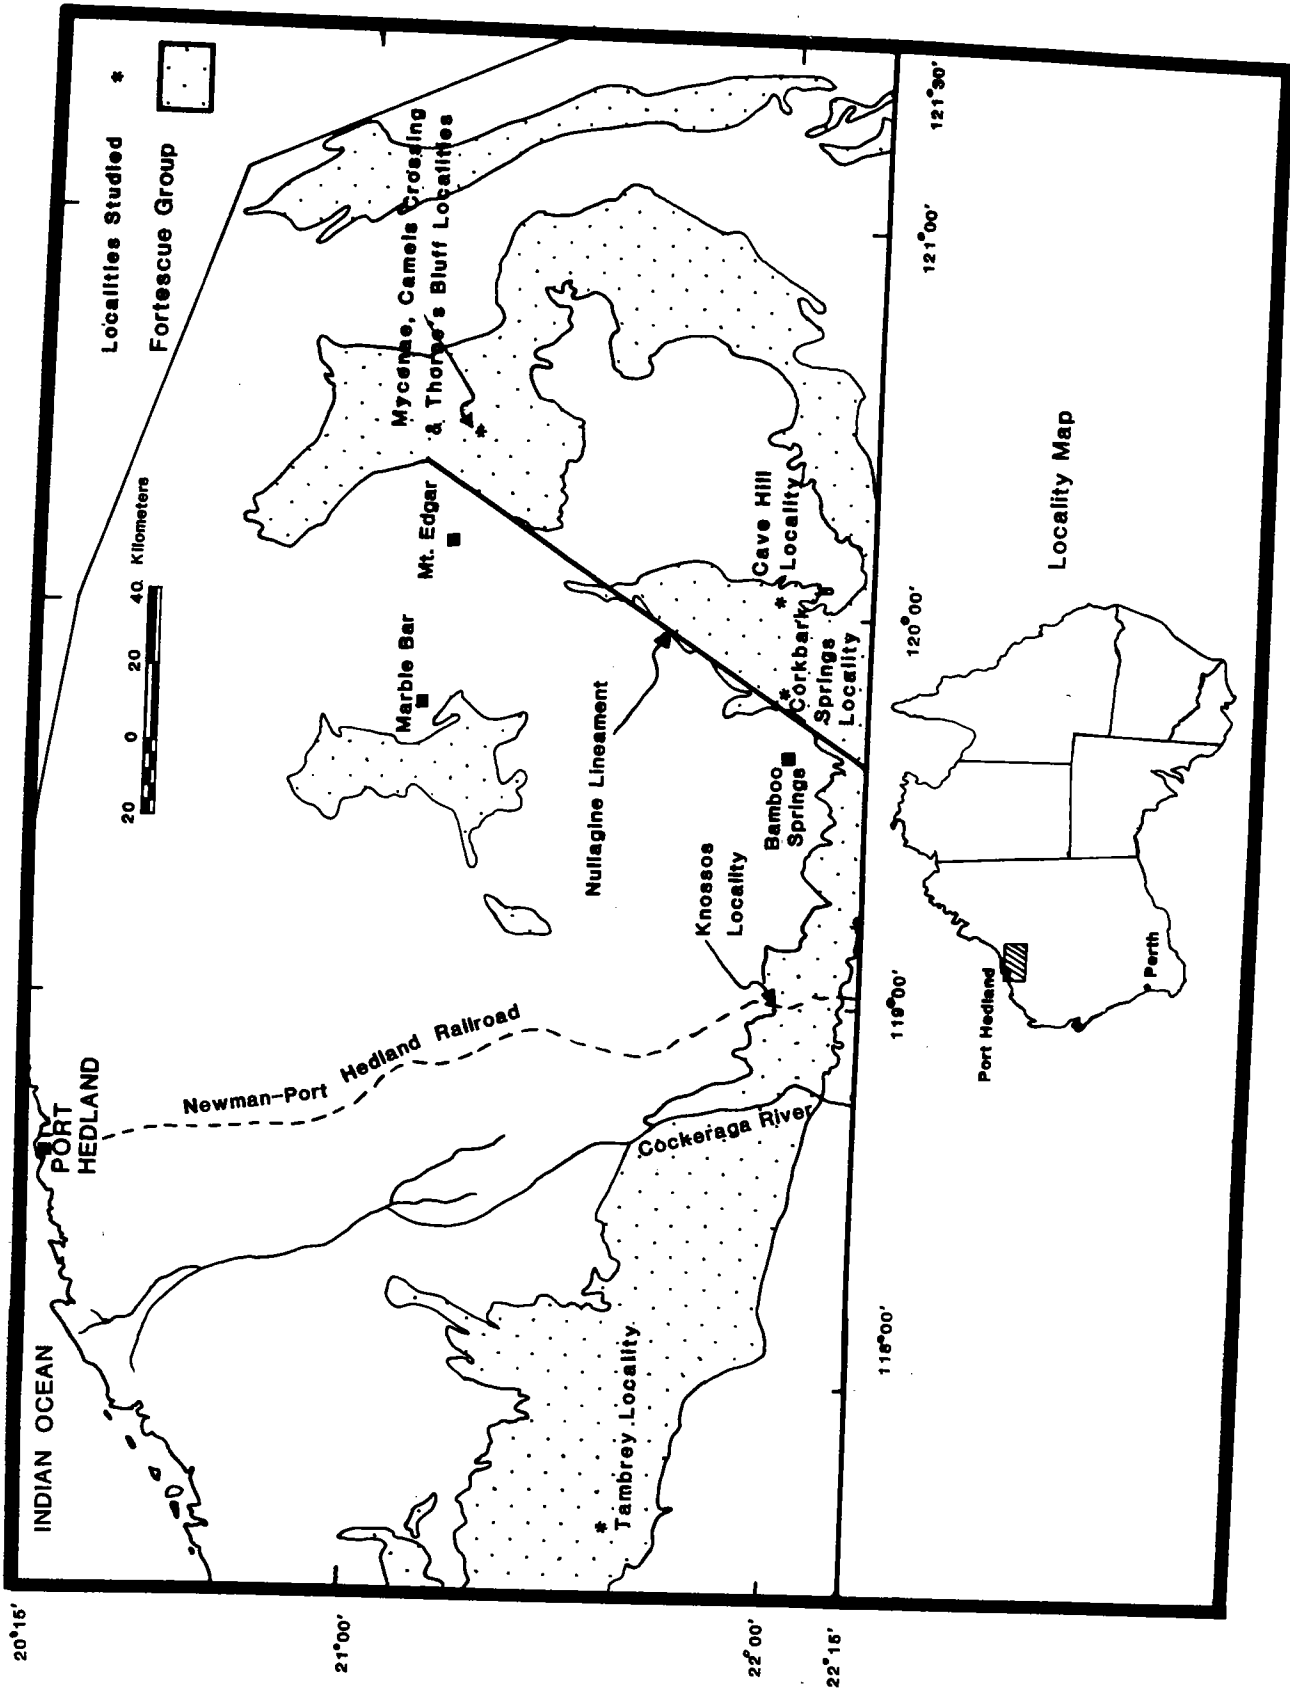 INDIAN OCEAN
PORT
HEDLAND
20
0
20
40
Kilometers
Localities Studied
*
Fortescue Group
Newman-Port Hedland Railroad
Marble Bar
Mt. Edgar
Mycenae, Camels Crossing
& Thorpe's Bluff Localities
*
Nullagine Lineament
Tambrey Locality
*
Cockeraga River
Knossos
Locality
Bamboo
Springs
*
Corkbark
Springs
Locality
Cave Hill
* Locality
20°15'
21°00'
22°00'
22°15'
118°00'
119°00'
120°00'
121°00'
121°30'
Port Hedland
Perth
Locality Map